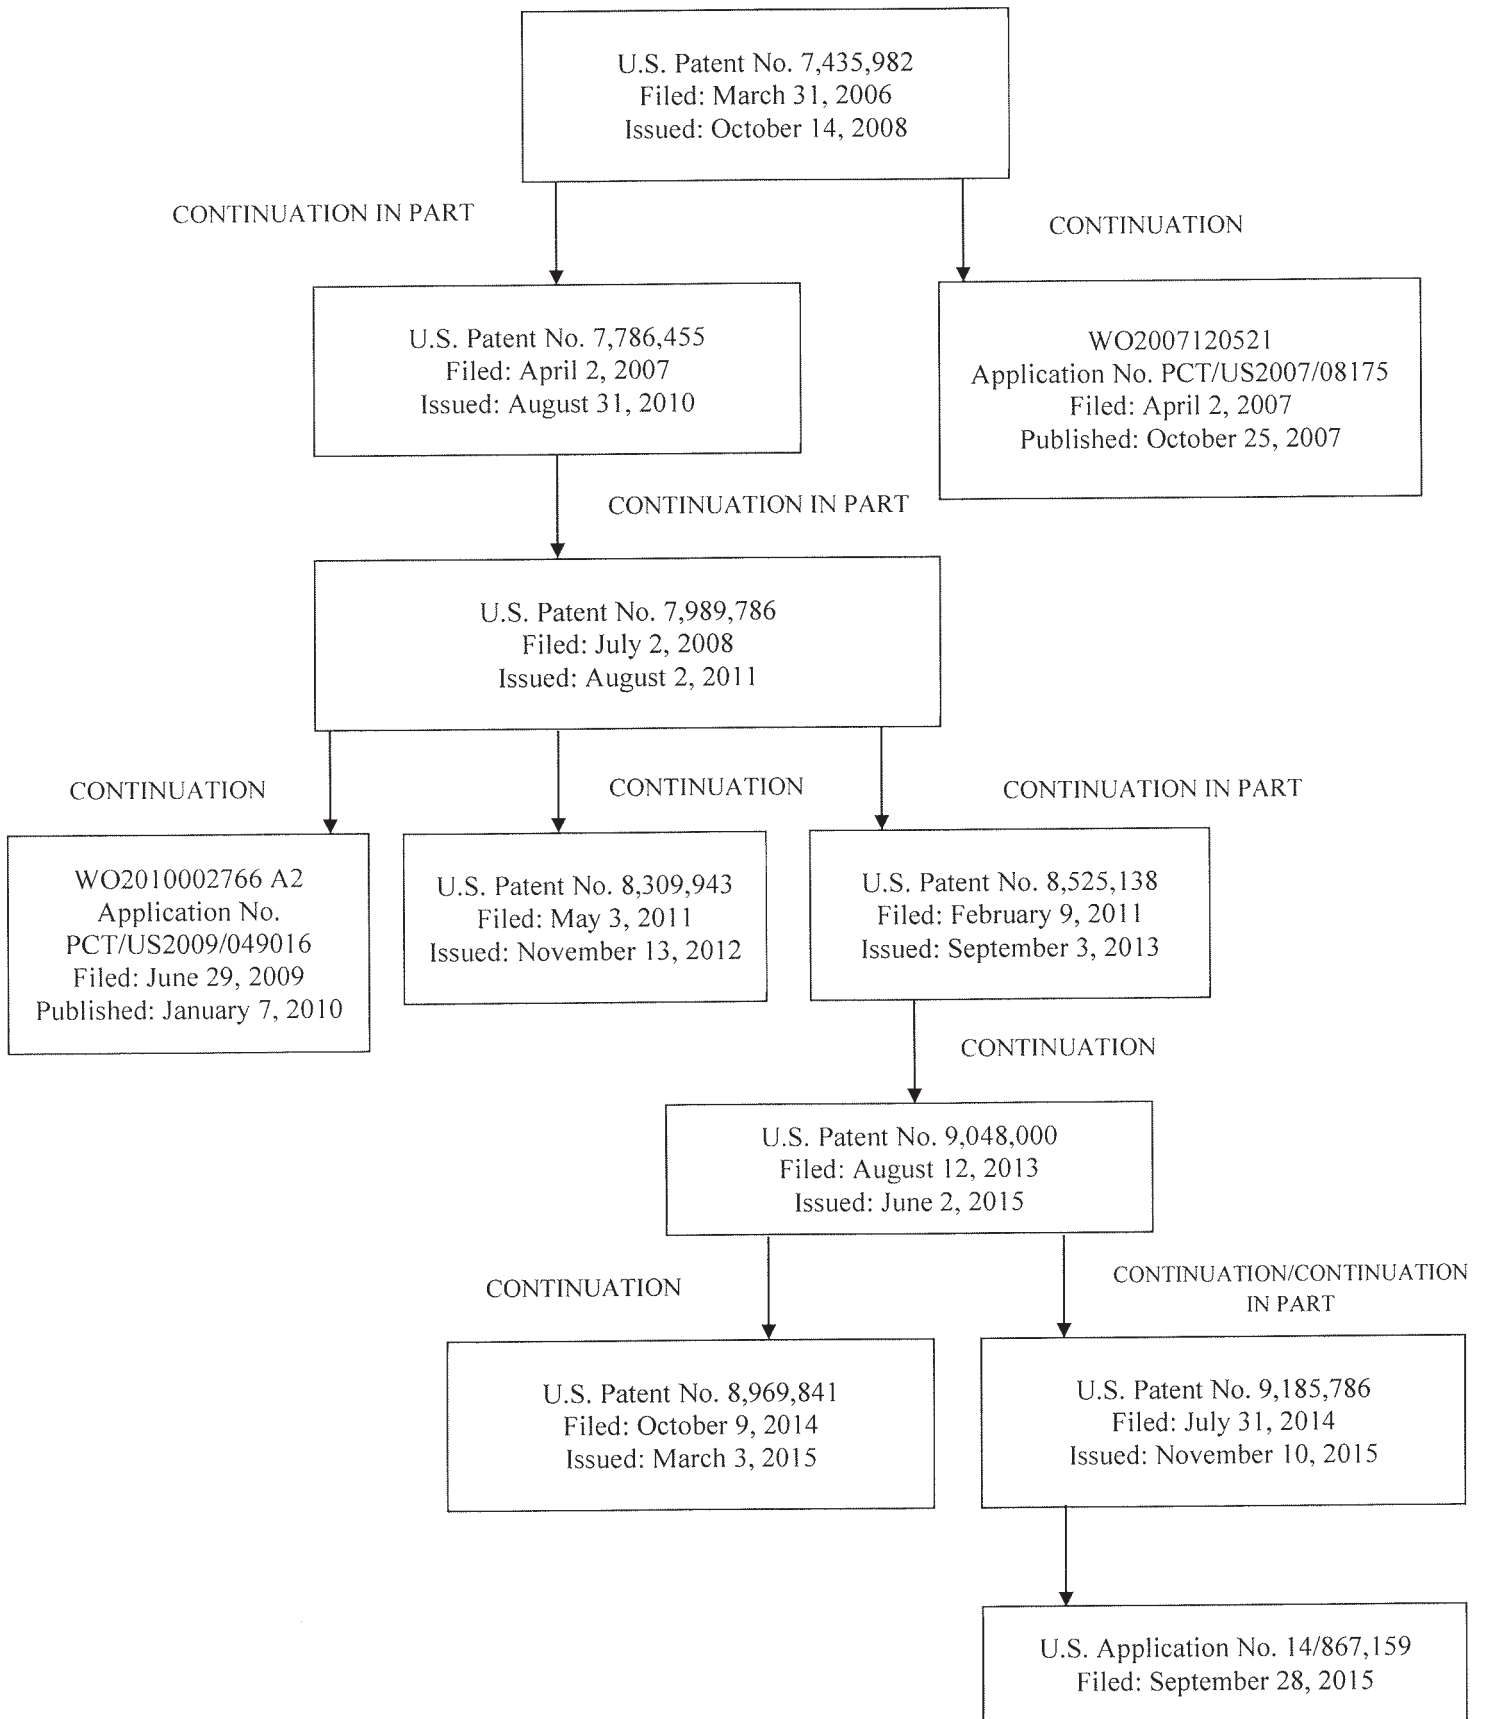 U.S. Patent No. 7,435,982
Filed: March 31, 2006
Issued: October 14, 2008
CONTINUATION IN PART
CONTINUATION
U.S. Patent No. 7,786,455
Filed: April 2, 2007
Issued: August 31, 2010
WO2007120521
Application No. PCT/US2007/08175
Filed: April 2, 2007
Published: October 25, 2007
CONTINUATION IN PART
U.S. Patent No. 7,989,786
Filed: July 2, 2008
Issued: August 2, 2011
CONTINUATION
CONTINUATION
CONTINUATION IN PART
WO2010002766 A2
Application No.
PCT/US2009/049016
Filed: June 29, 2009
Published: January 7, 2010
U.S. Patent No. 8,309,943
Filed: May 3, 2011
Issued: November 13, 2012
U.S. Patent No. 8,525,138
Filed: February 9, 2011
Issued: September 3, 2013
CONTINUATION
U.S. Patent No. 9,048,000
Filed: August 12, 2013
Issued: June 2, 2015
CONTINUATION
CONTINUATION/CONTINUATION
IN PART
U.S. Patent No. 8,969,841
Filed: October 9, 2014
Issued: March 3, 2015
U.S. Patent No. 9,185,786
Filed: July 31, 2014
Issued: November 10, 2015
U.S. Application No. 14/867,159
Filed: September 28, 2015